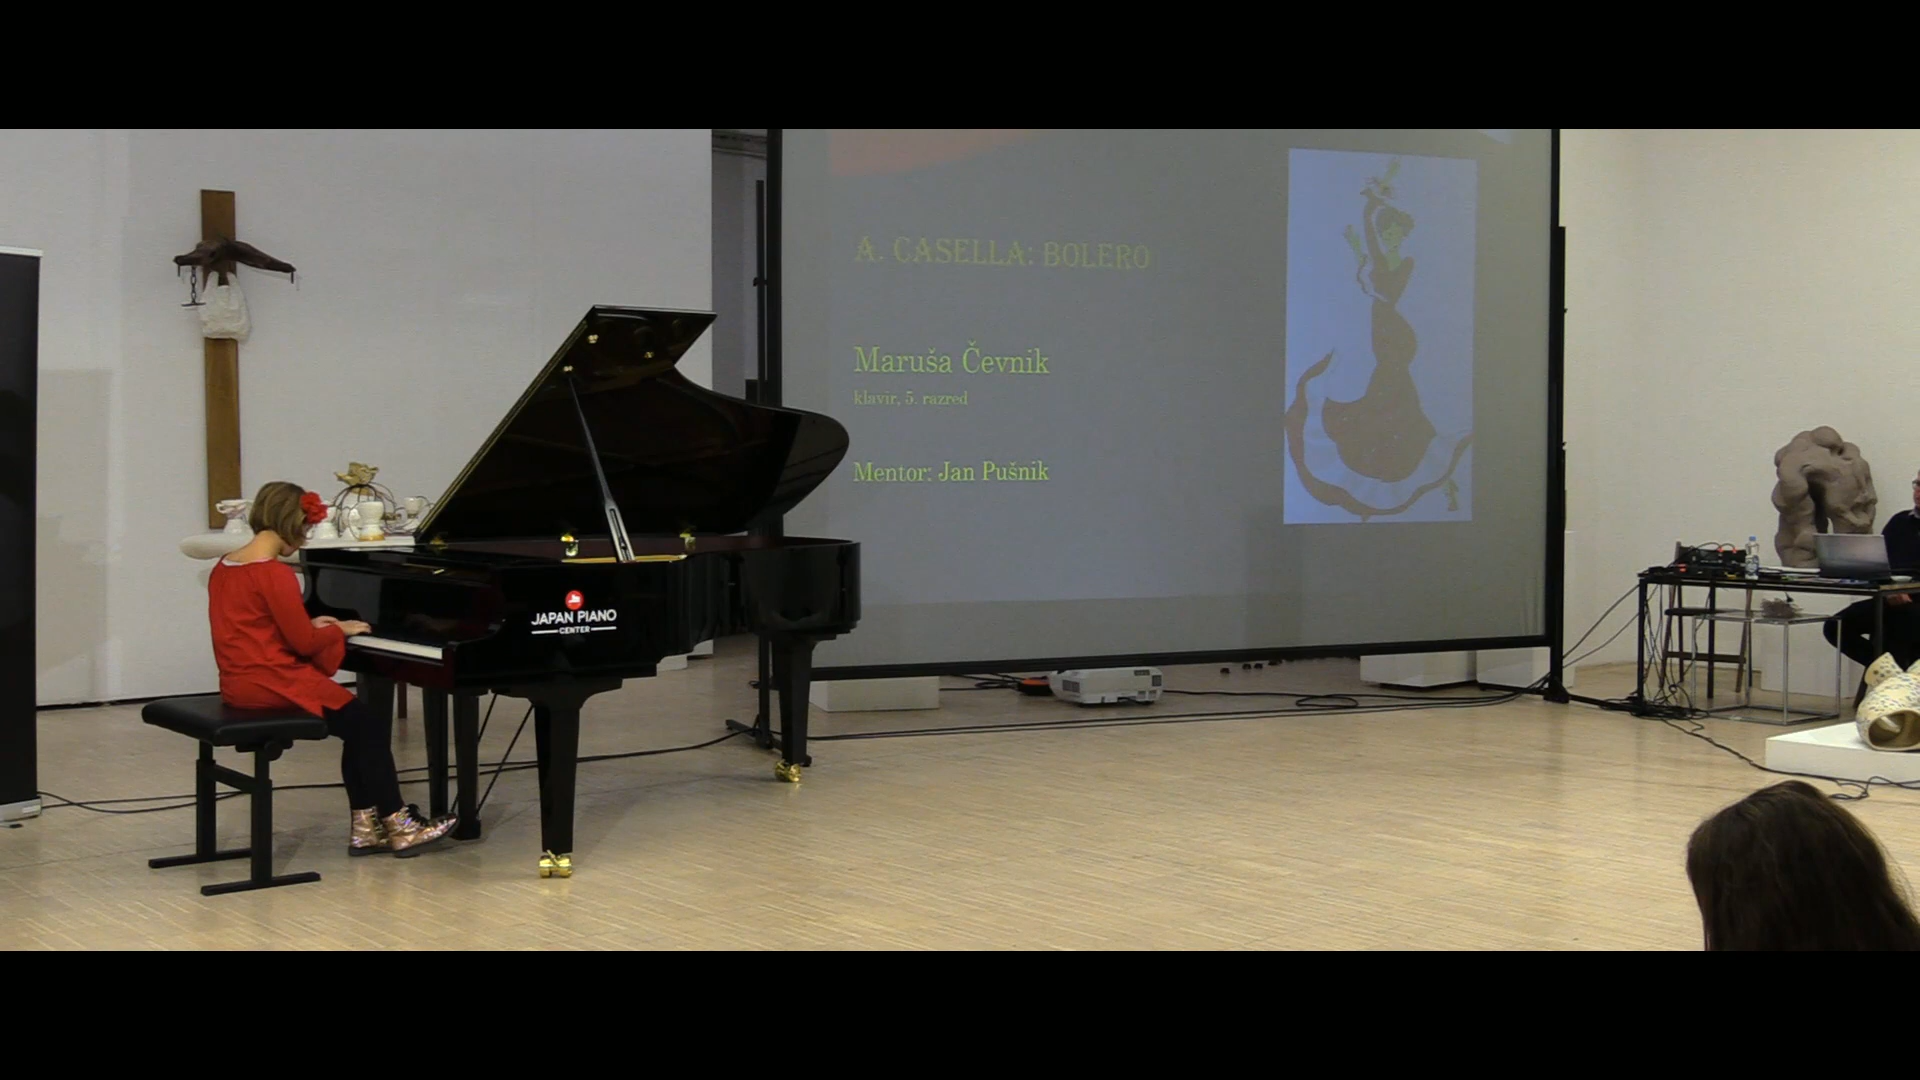 A. CASELLA: BOLERO
Maruša Čevnik
klavir, 5. razred
Mentor: Jan Pušnik
JAPAN PIANO
CENTER